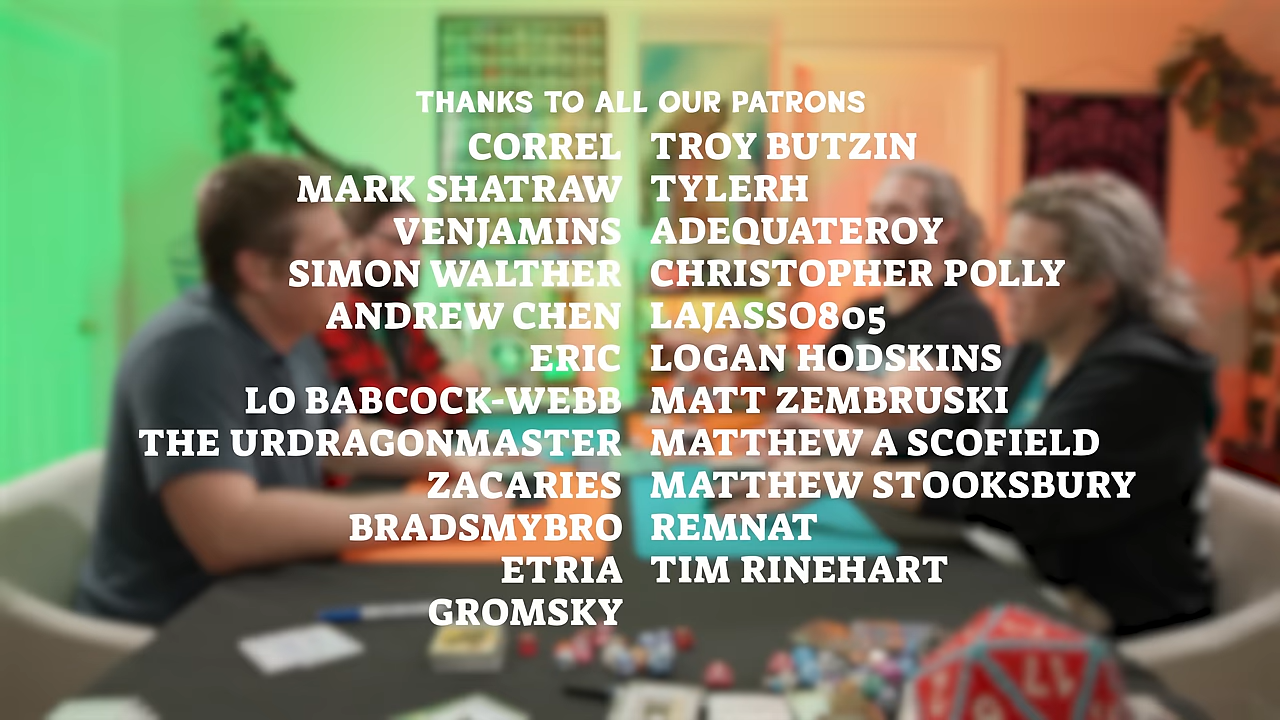 THANKS TO ALL OUR PATRONS
CORREL TROY BUTZIN
MARK SHATRAW TYLERH
VENJAMINS ADEQUATEROY
SIMON WALTHER CHRISTOPHER POLLY
ANDREW CHEN LAJASSO805
ERIC LOGAN HODSKINS
LO BABCOCK-WEBB MATT ZEMBRUSKI
THE URDRAGONMASTER MATTHEW A SCOFIELD
ZACARIES MATTHEW STOOKSBURY
BRADSMYBRO REMNAT
ETRIA TIM RINEHART
GROMSKY
17